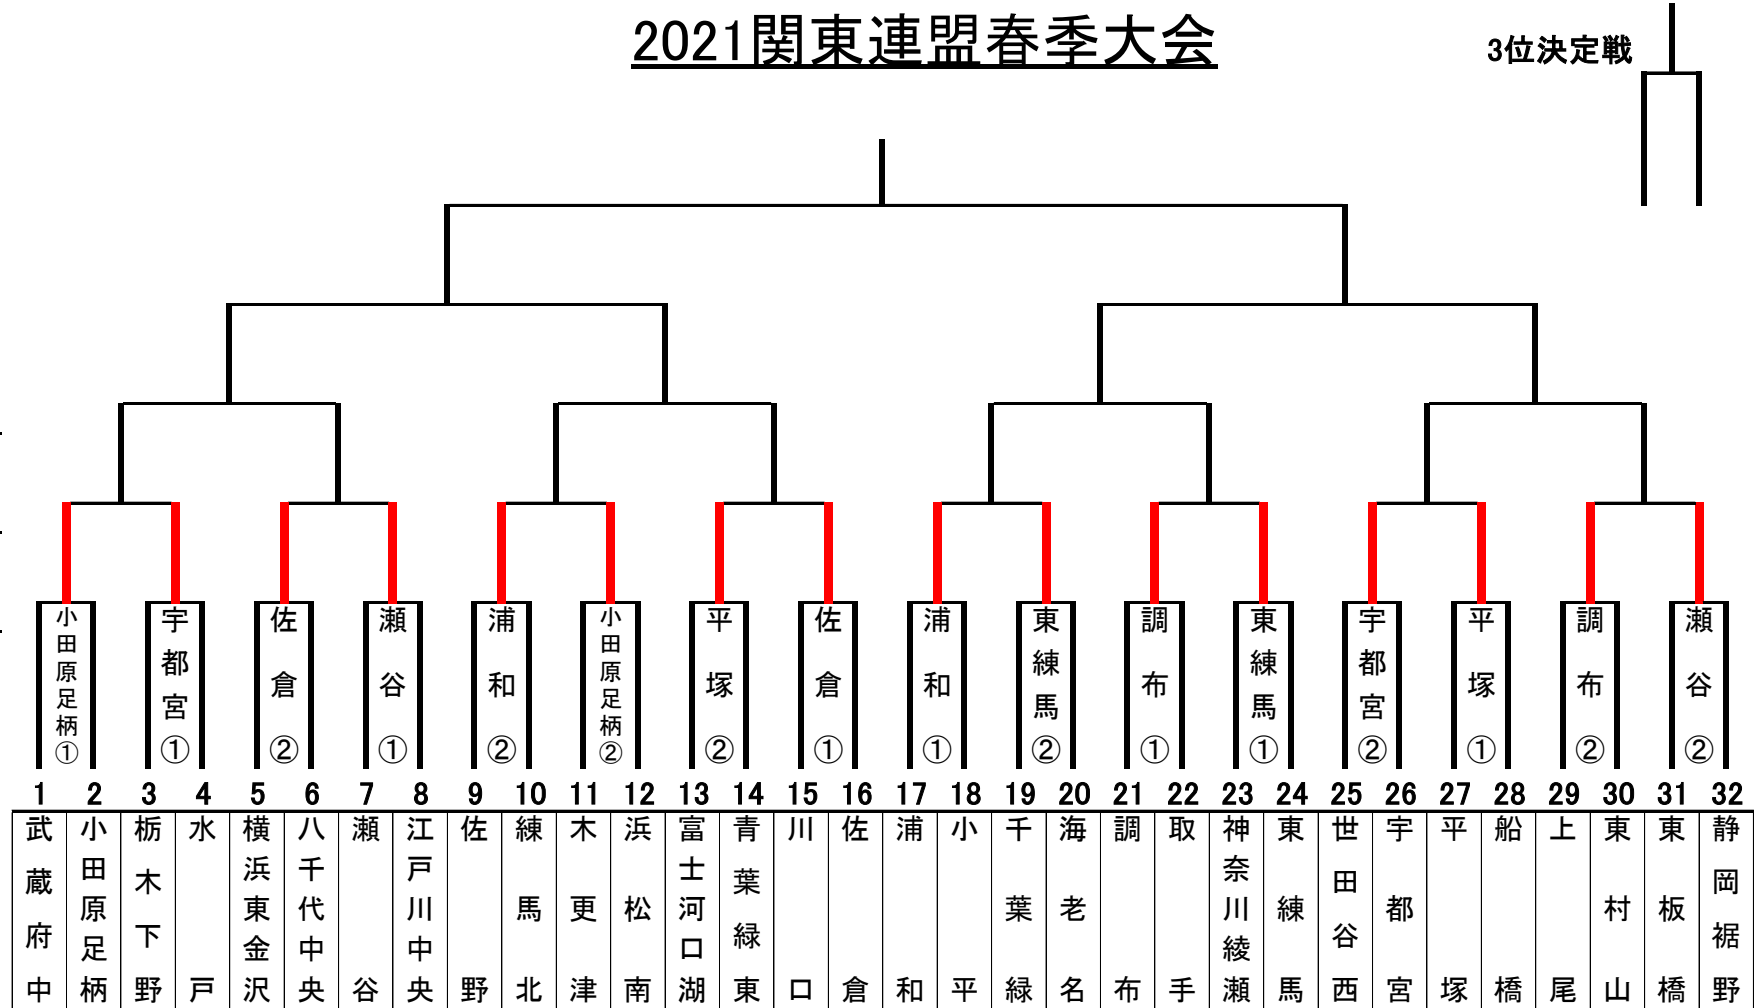 2021関東連盟春季大会
3位決定戦
小田原足柄①
宇都宮①
佐倉②
瀬谷①
浦和②
小田原足柄②
平塚②
佐倉①
浦和①
東練馬②
調布①
東練馬①
宇都宮②
平塚①
調布②
瀬谷②
1 2 3 4 5 6 7 8 9 10 11 12 13 14 15 16 17 18 19 20 21 22 23 24 25 26 27 28 29 30 31 32
武蔵府中
小田原足柄
栃木下野
水戸
横浜東金沢
八千代中央
瀬谷
江戸川中央
佐野
練馬北
木更津
浜松南
富士河口湖
青葉緑東
川口
佐倉
浦和
小平
千葉緑
海老名
調布
取手
神奈川綾瀬
東練馬
世田谷西
宇都宮
平塚
船橋
上尾
東村山
東板橋
静岡裾野